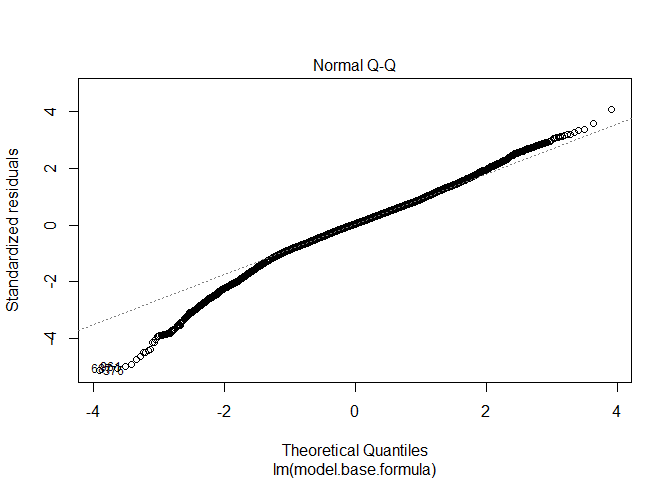 Normal Q-Q
Standardized residuals
4
2
0
-2
-4
-4
-2
0
2
4
Theoretical Quantiles
lm(model.base.formula)